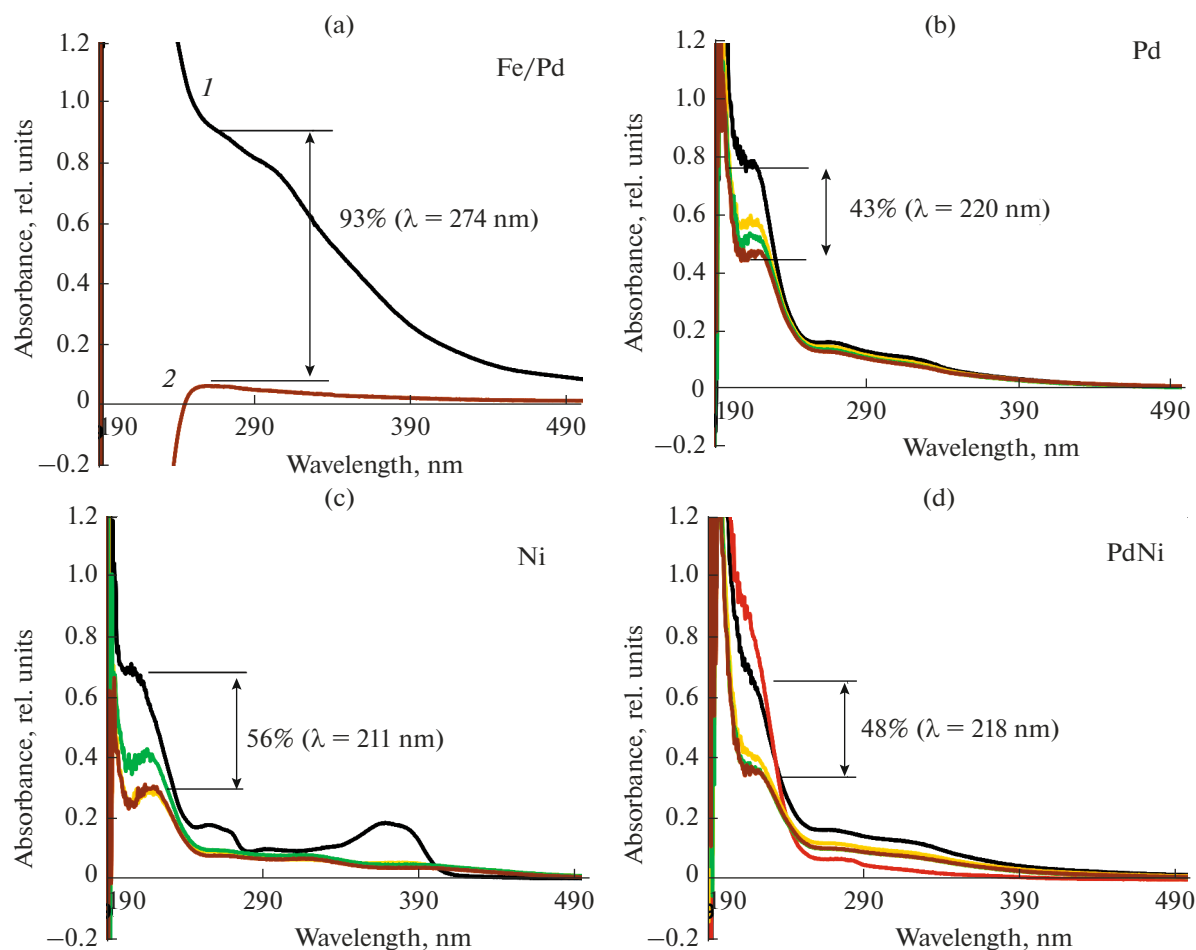 (a)
Fe/Pd
1
2
93% (λ = 274 nm)
1.2
1.0
0.8
0.6
0.4
0.2
0
−0.2
190
290
390
490
Absorbance, rel. units
Wavelength, nm
(b)
Pd
43% (λ = 220 nm)
1.2
1.0
0.8
0.6
0.4
0.2
0
−0.2
190
290
390
490
Absorbance, rel. units
Wavelength, nm
(c)
Ni
56% (λ = 211 nm)
1.2
1.0
0.8
0.6
0.4
0.2
0
−0.2
190
290
390
490
Absorbance, rel. units
Wavelength, nm
(d)
PdNi
48% (λ = 218 nm)
1.2
1.0
0.8
0.6
0.4
0.2
0
−0.2
190
290
390
490
Absorbance, rel. units
Wavelength, nm